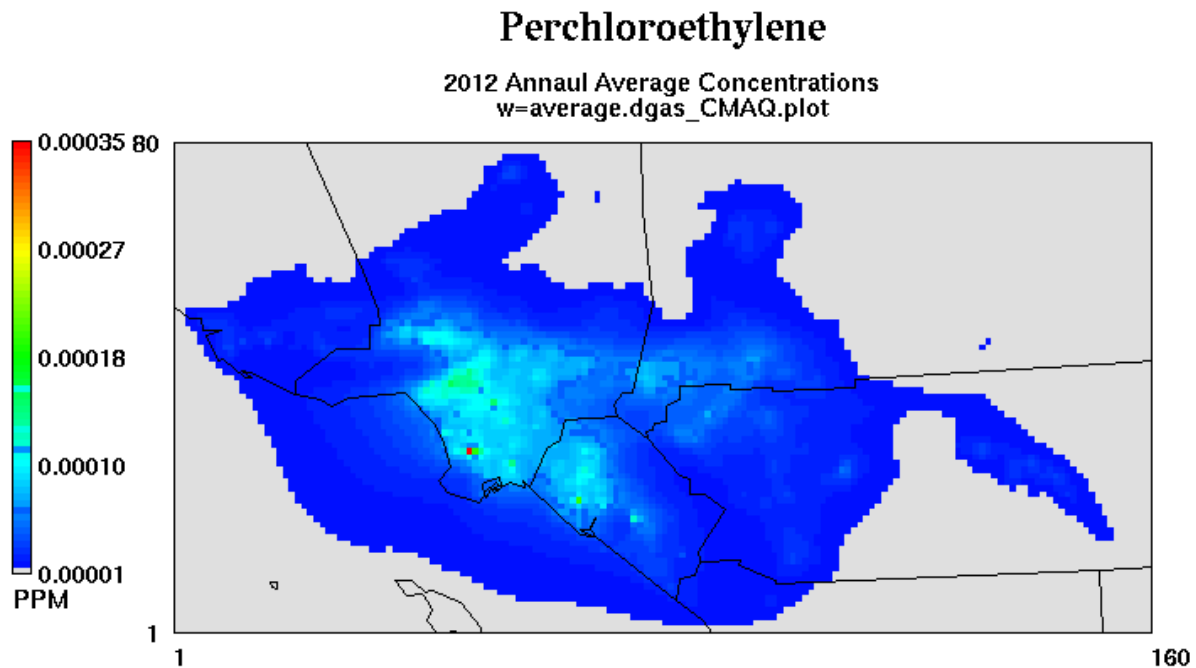 Perchloroethylene
2012 Annaul Average Concentrations
w=average.dgas_CMAQ.plot
0.00035
80
0.00027
0.00018
0.00010
0.00001
PPM
1
1
160